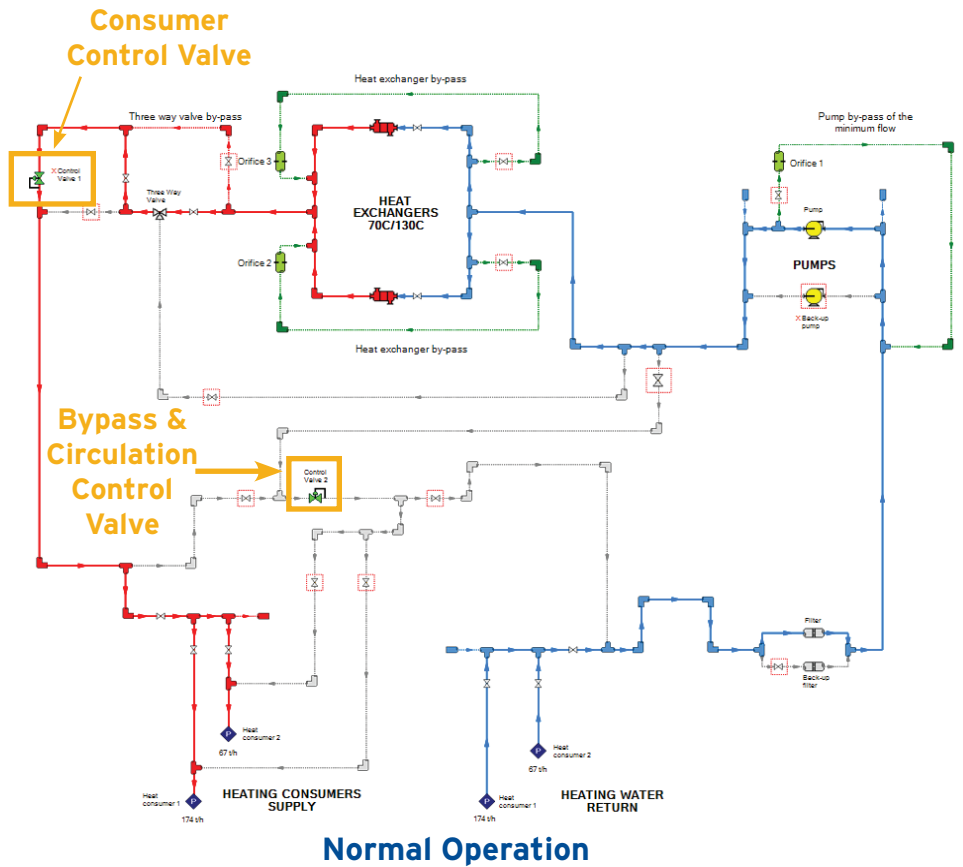 Consumer
Control Valve
Heat exchanger by-pass
Three way valve by-pass
Pump by-pass of the
minimum flow
Orifice 3
Orifice 1
X Control
Valve 1
Three Way
Valve
HEAT
EXCHANGERS
70C/130C
Pump
Orifice 2
PUMPS
X Back-up
pump
Heat exchanger by-pass
Bypass &
Circulation
Control
Valve
Control
Valve 2
Filter
Back-up
filter
P
Heat
consumer 2
67 t/h
P
Heat
consumer 2
67 t/h
Heat
consumer 1
P
174 t/h
HEATING CONSUMERS
SUPPLY
Heat
consumer 1
P
174 t/h
HEATING WATER
RETURN
Normal Operation